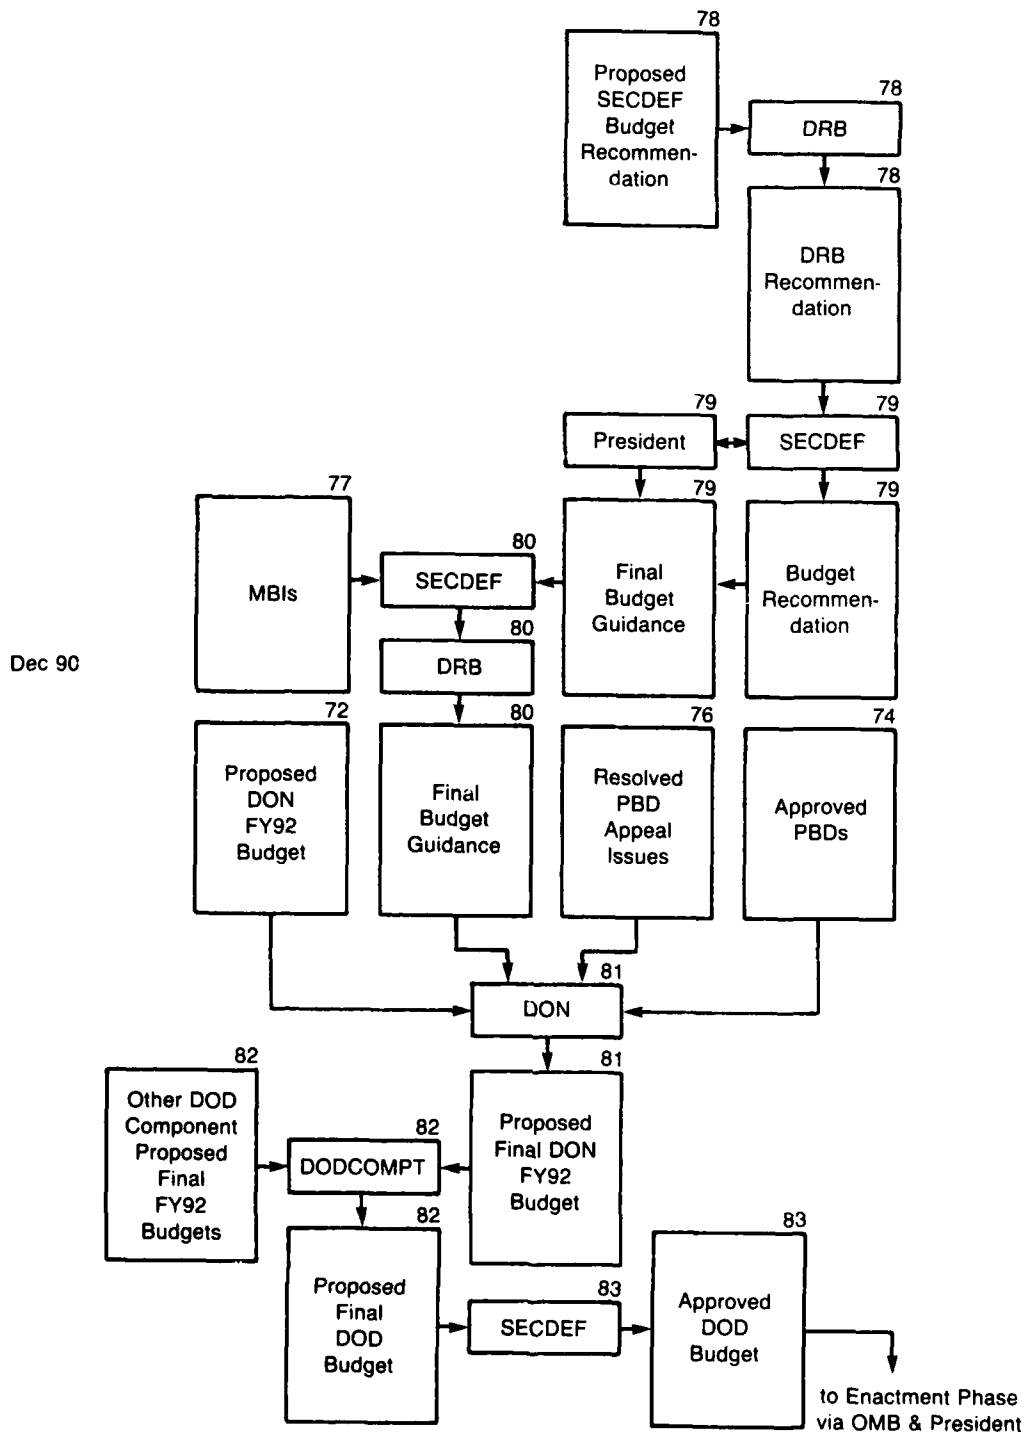 78
Proposed
SECDEF
Budget
Recommen-
dation
78
DRB
78
DRB
Recommen-
dation
79
President
79
SECDEF
77
MBIs
80
SECDEF
79
Final
Budget
Guidance
79
Budget
Recommen-
dation
80
DRB
Dec 90
72
Proposed
DON
FY92
Budget
80
Final
Budget
Guidance
76
Resolved
PBD
Appeal
Issues
74
Approved
PBDs
81
DON
82
Other DOD
Component
Proposed
Final
FY92
Budgets
82
DODCOMPT
81
Proposed
Final DON
FY92
Budget
82
Proposed
Final
DOD
Budget
83
SECDEF
83
Approved
DOD
Budget
to Enactment Phase
via OMB & President